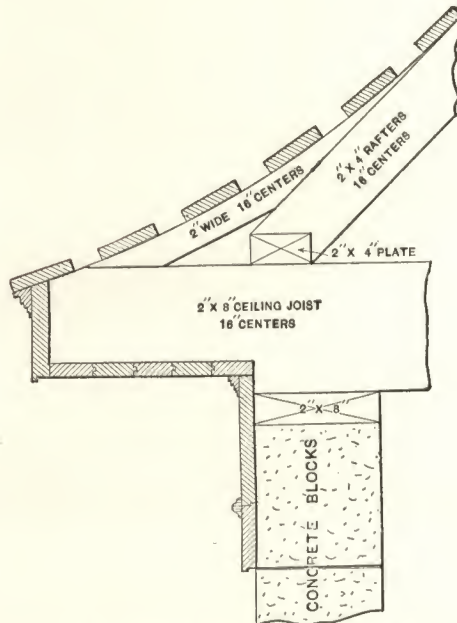 2" X 4" RAFTERS
16" CENTERS
2" WIDE 16" CENTERS
2" X 4" PLATE
2" X 8" CEILING JOIST
16" CENTERS
2" X 8"
CONCRETE BLOCKS